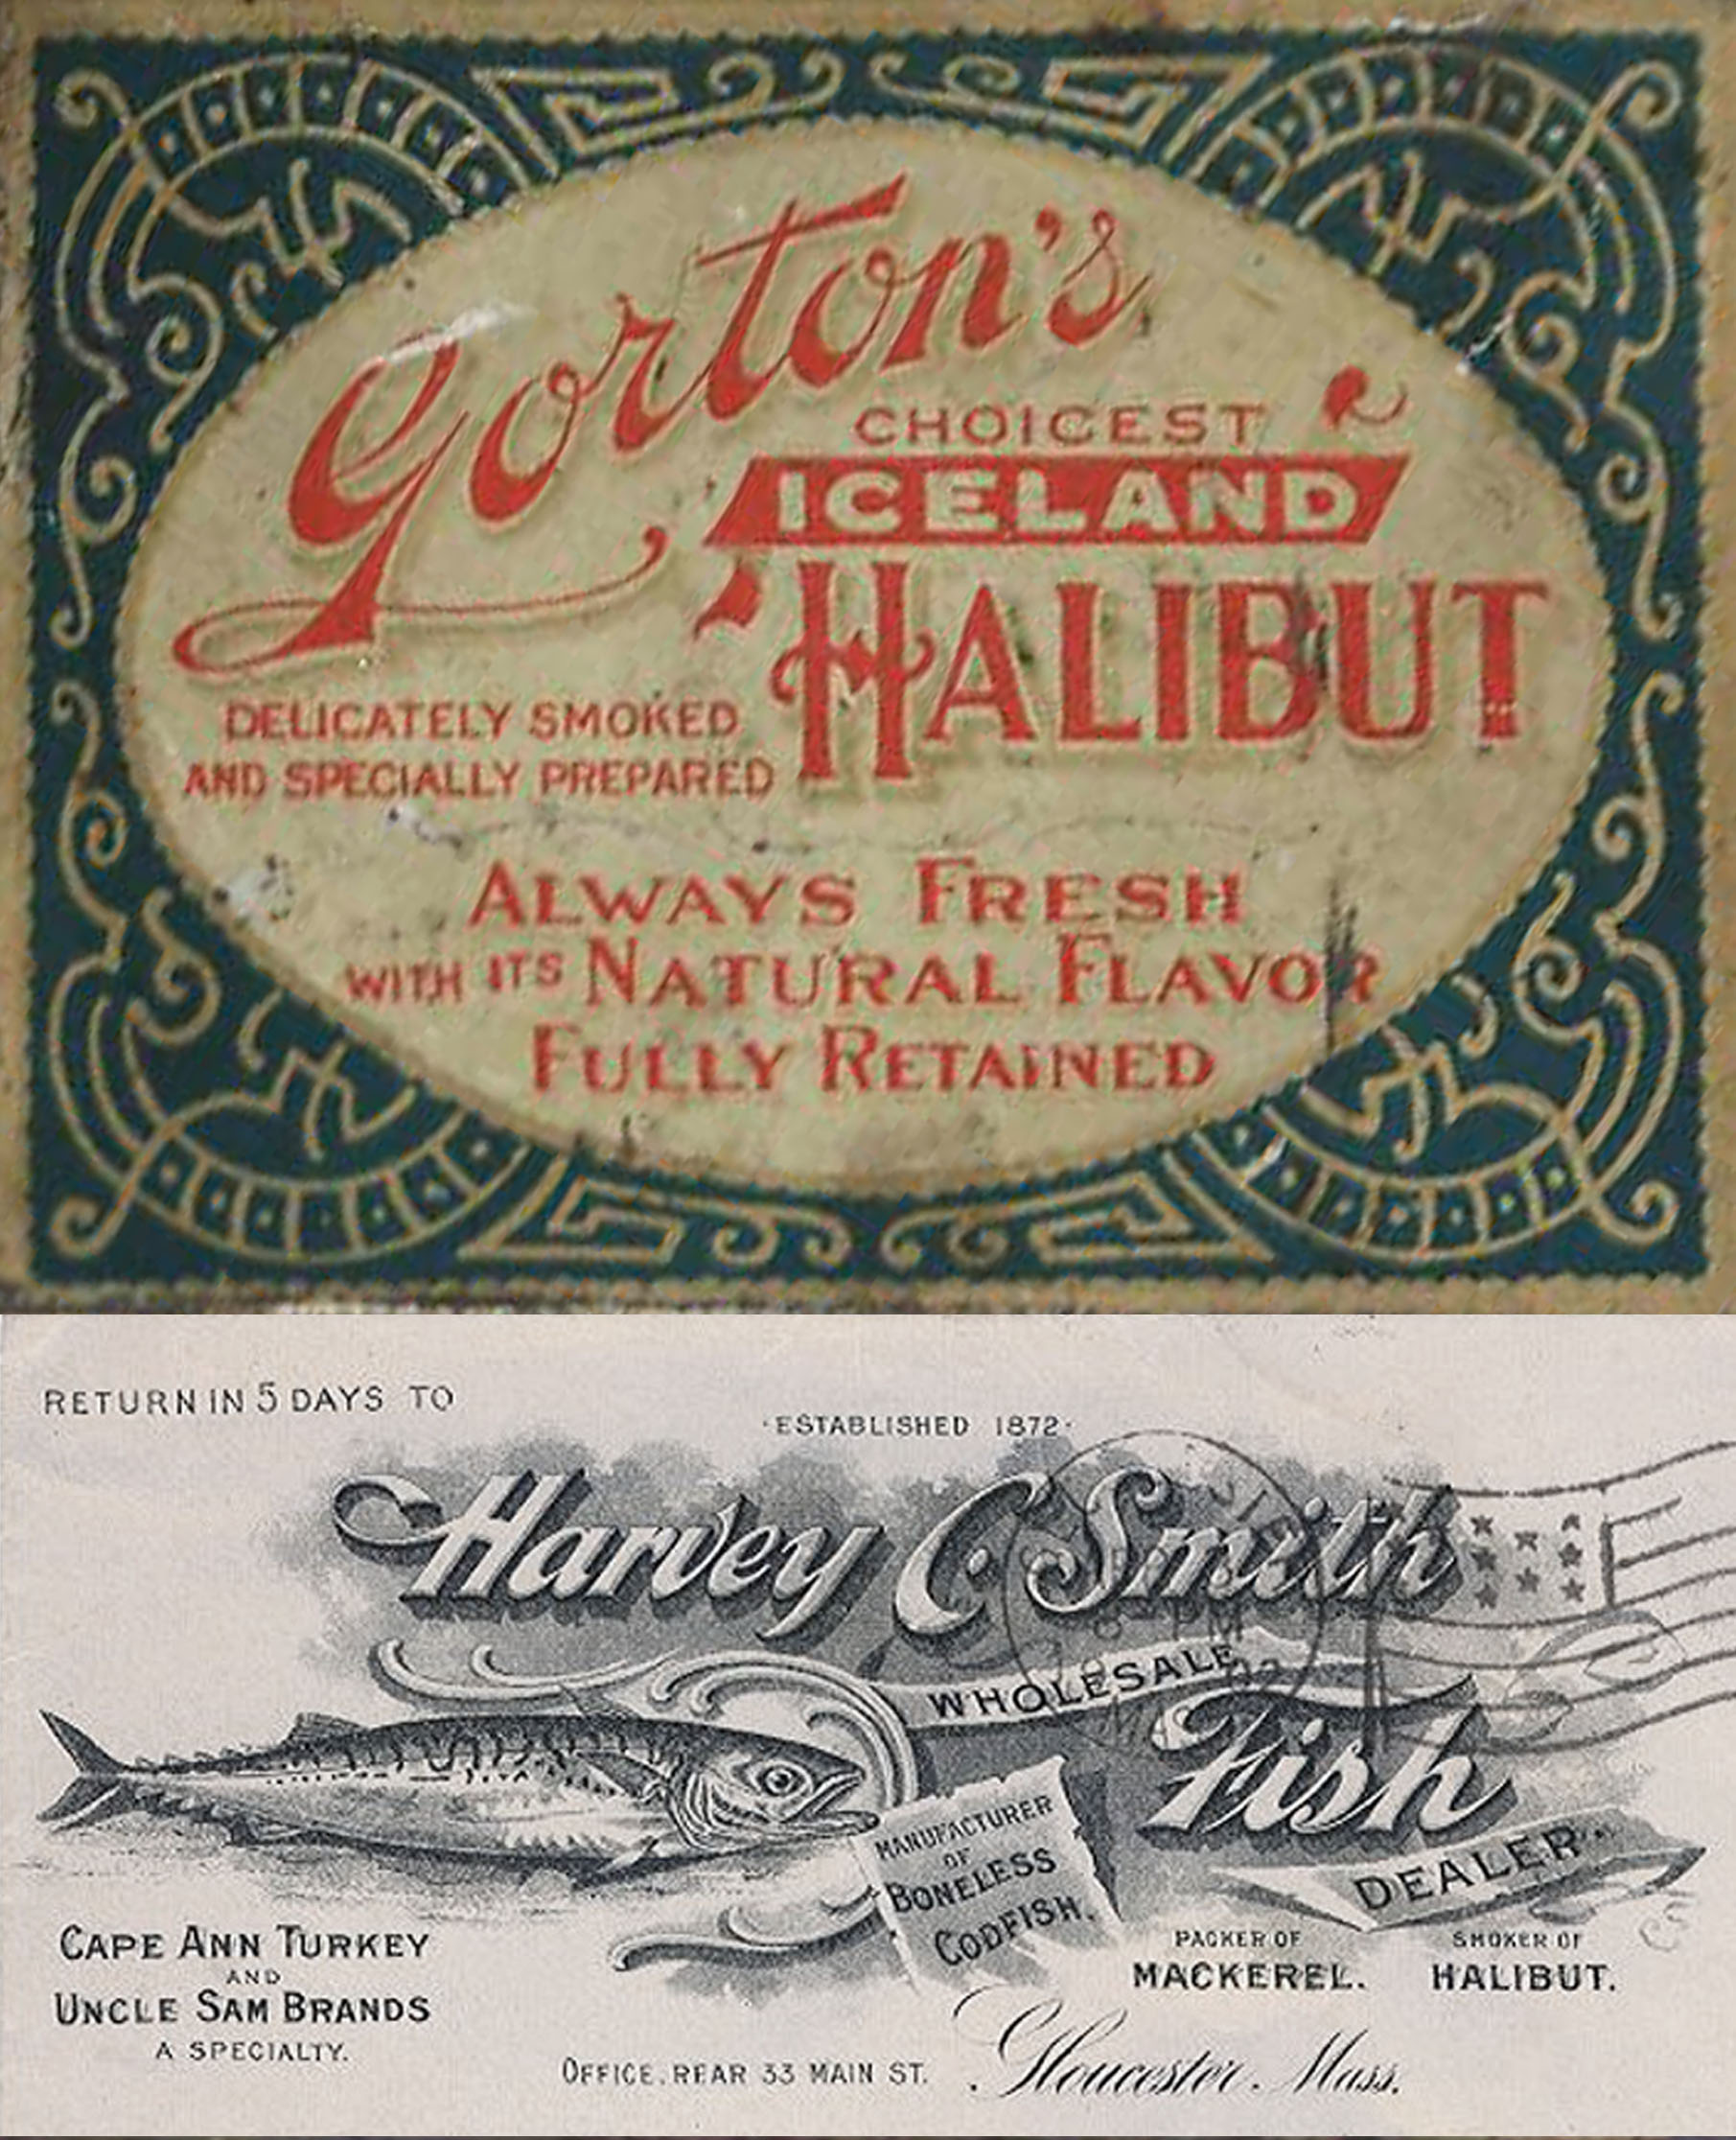 Gorton's
CHOICEST
ICELAND
HALIBUT
DELICATELY SMOKED
AND SPECIALLY PREPARED
ALWAYS FRESH
WITH ITS NATURAL FLAVOR
FULLY RETAINED
RETURN IN 5 DAYS TO
·ESTABLISHED 1872·
Harvey C. Smith
WHOLESALE
Fish
DEALER
MANUFACTURER
OF
BONELESS
CODFISH.
PACKER OF
MACKEREL.
SMOKER OF
HALIBUT.
CAPE ANN TURKEY
AND
UNCLE SAM BRANDS
A SPECIALTY.
OFFICE. REAR 33 MAIN ST. Gloucester. Mass.
PM